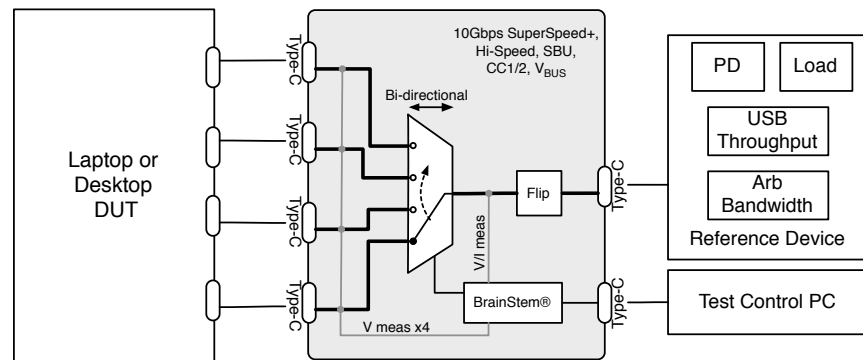 Laptop or
Desktop
DUT
Type-C
Type-C
Type-C
Type-C
10Gbps SuperSpeed+,
Hi-Speed, SBU,
CC1/2, VBUS
Bi-directional
Flip
V/I meas
BrainStem®
V meas x4
Type-C
Type-C
PD
Load
USB
Throughput
Arb
Bandwidth
Reference Device
Test Control PC